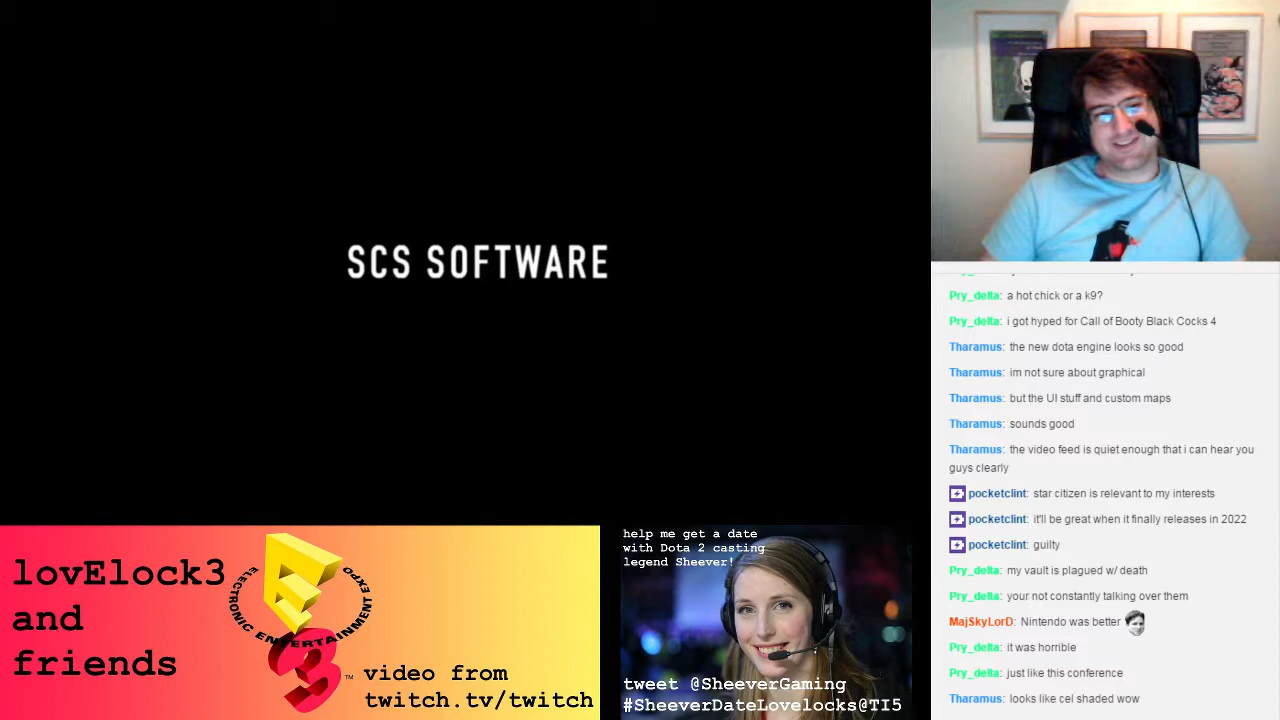 SCS SOFTWARE
Pry_delta: a hot chick or a k9?
Pry_delta: i got hyped for Call of Booty Black Cocks 4
Tharamus: the new dota engine looks so good
Tharamus: im not sure about graphical
Tharamus: but the UI stuff and custom maps
Tharamus: sounds good
Tharamus: the video feed is quiet enough that i can hear you
guys clearly
pocketclint: star citizen is relevant to my interests
pocketclint: it'll be great when it finally releases in 2022
pocketclint: guilty
Pry_delta: my vault is plagued w/ death
Pry_delta: your not constantly talking over them
MajSkyLorD: Nintendo was better
Pry_delta: it was horrible
Pry_delta: just like this conference
Tharamus: looks like cel shaded wow
lovElock3
and
friends
E3
ELECTRONIC ENTERTAINMENT EXPO
TM
video from
twitch.tv/twitch
help me get a date
with Dota 2 casting
legend Sheever!
tweet @SheeverGaming
#SheeverDateLovelocks@TI5